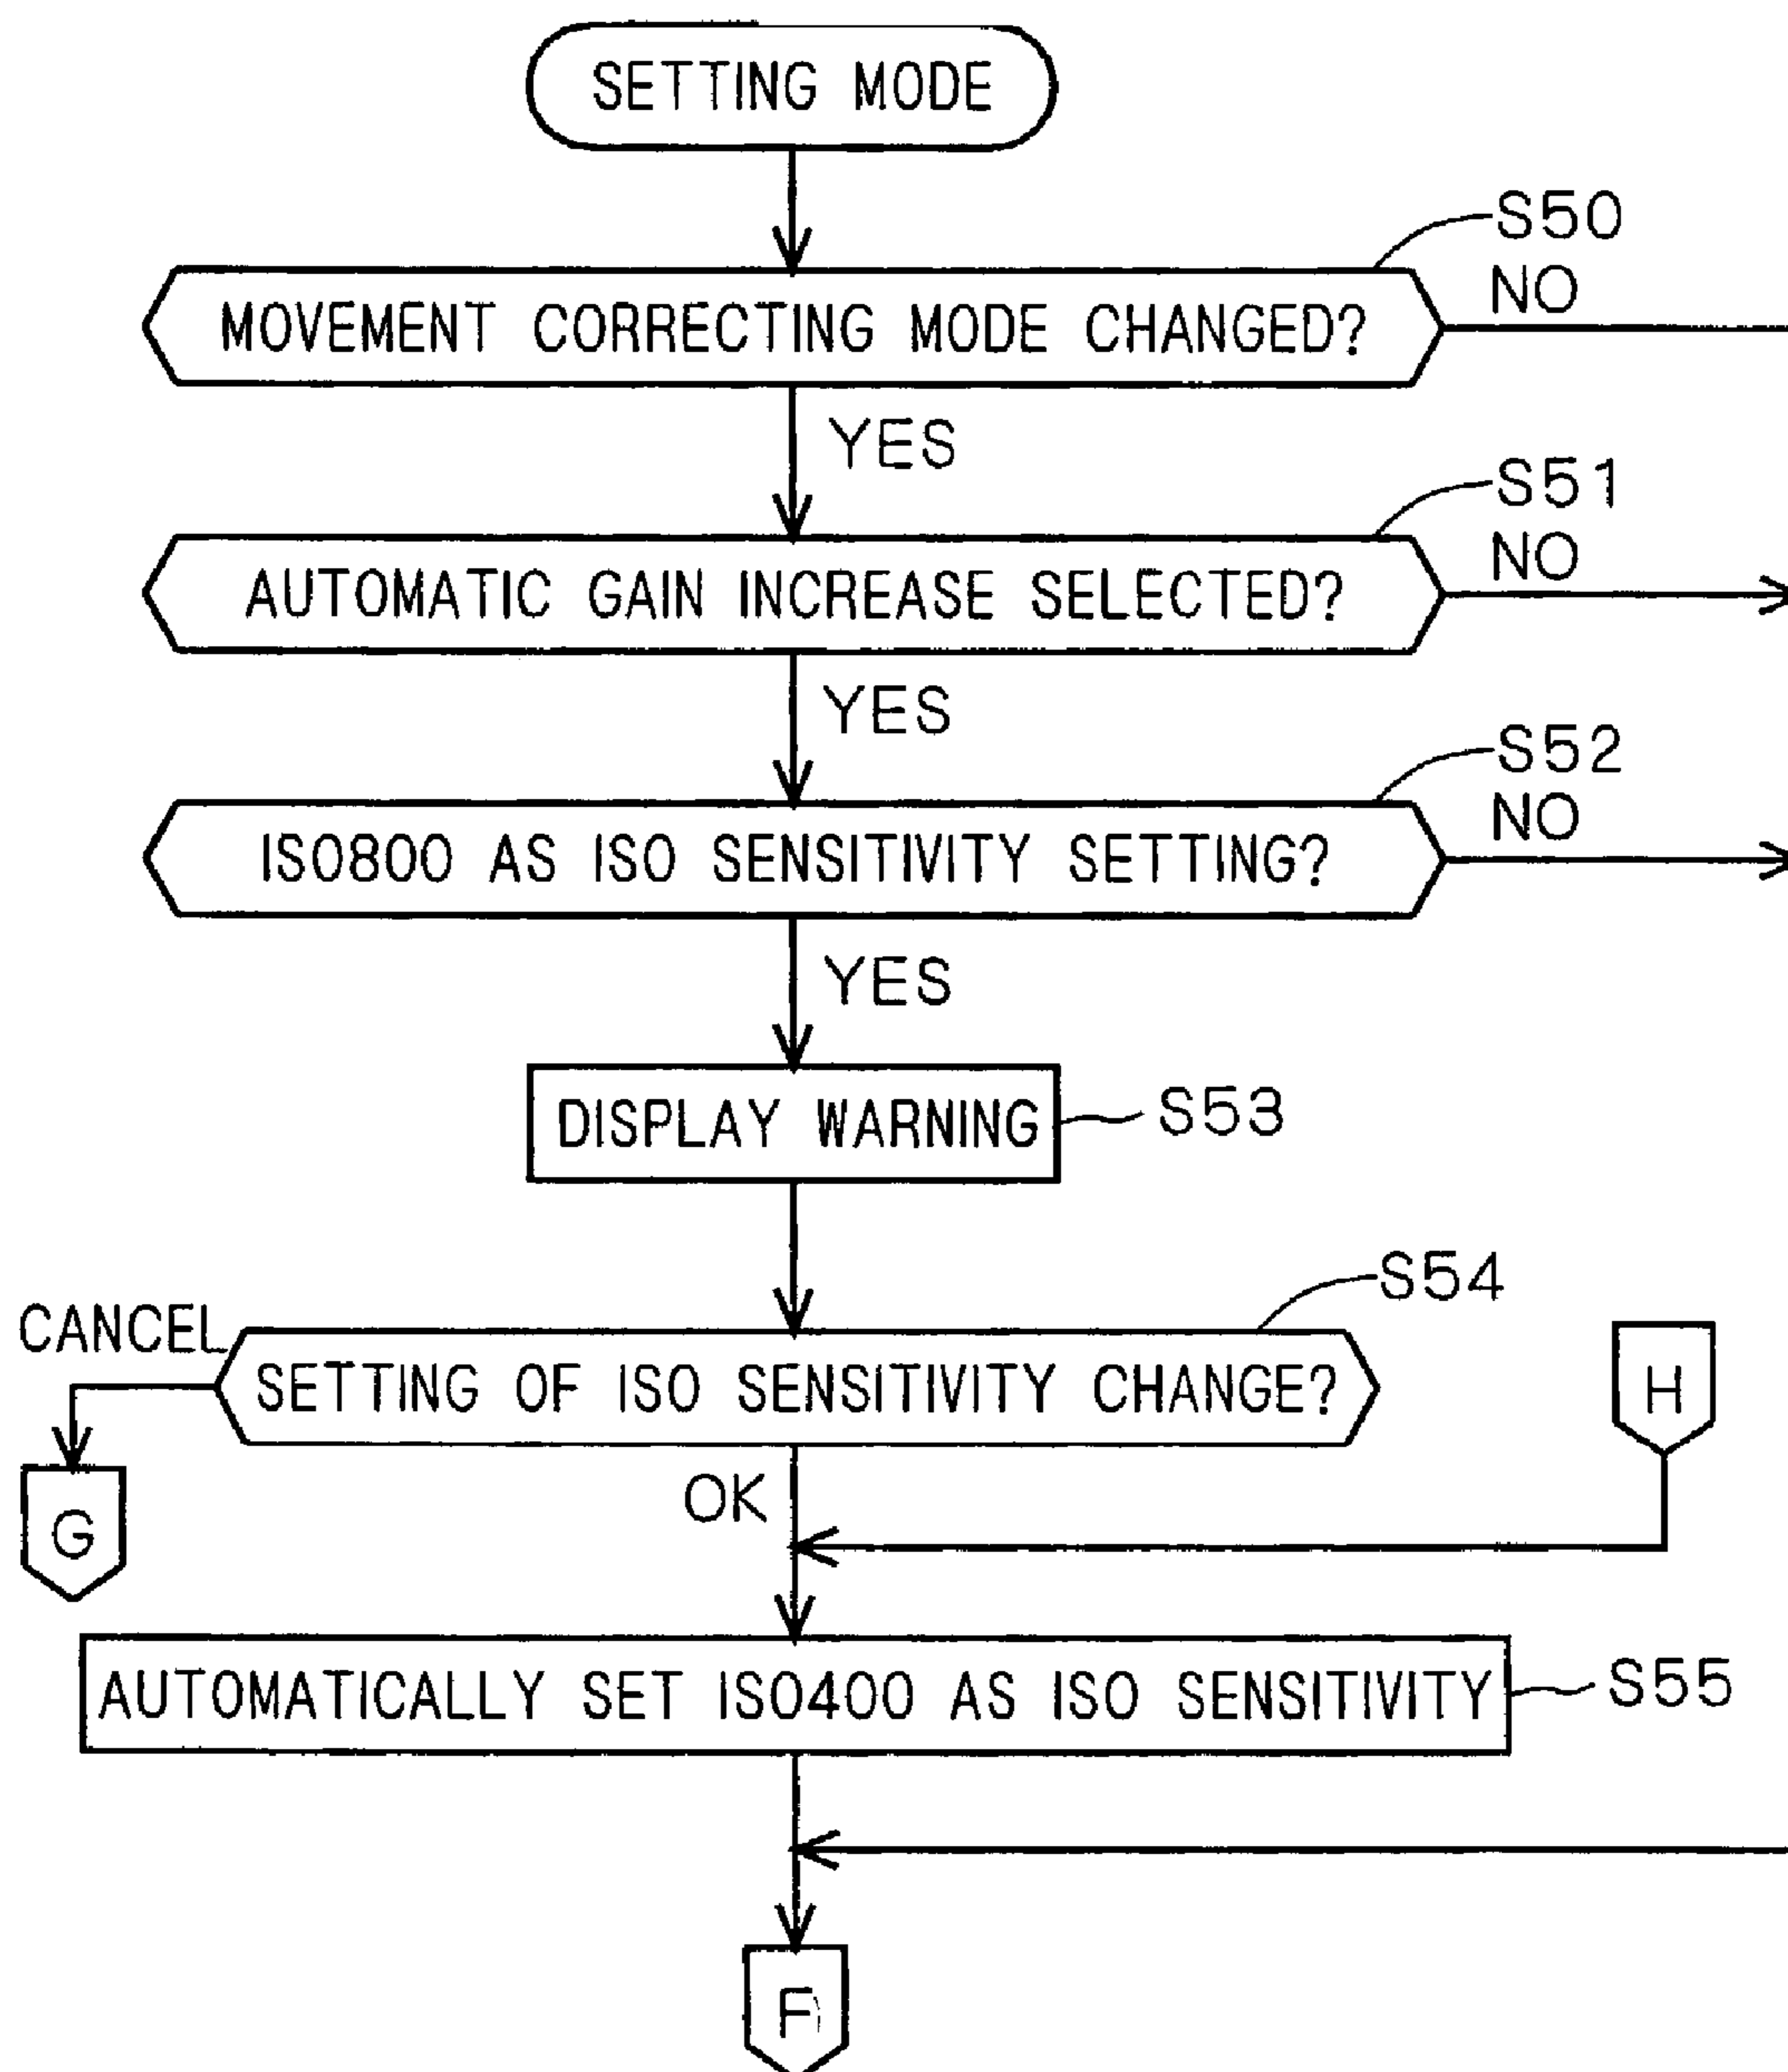 SETTING MODE
S50
MOVEMENT CORRECTING MODE CHANGED?
NO
YES
S51
AUTOMATIC GAIN INCREASE SELECTED?
NO
YES
S52
ISO800 AS ISO SENSITIVITY SETTING?
NO
YES
DISPLAY WARNING
S53
S54
CANCEL
SETTING OF ISO SENSITIVITY CHANGE?
H
G
OK
AUTOMATICALLY SET ISO400 AS ISO SENSITIVITY
S55
F